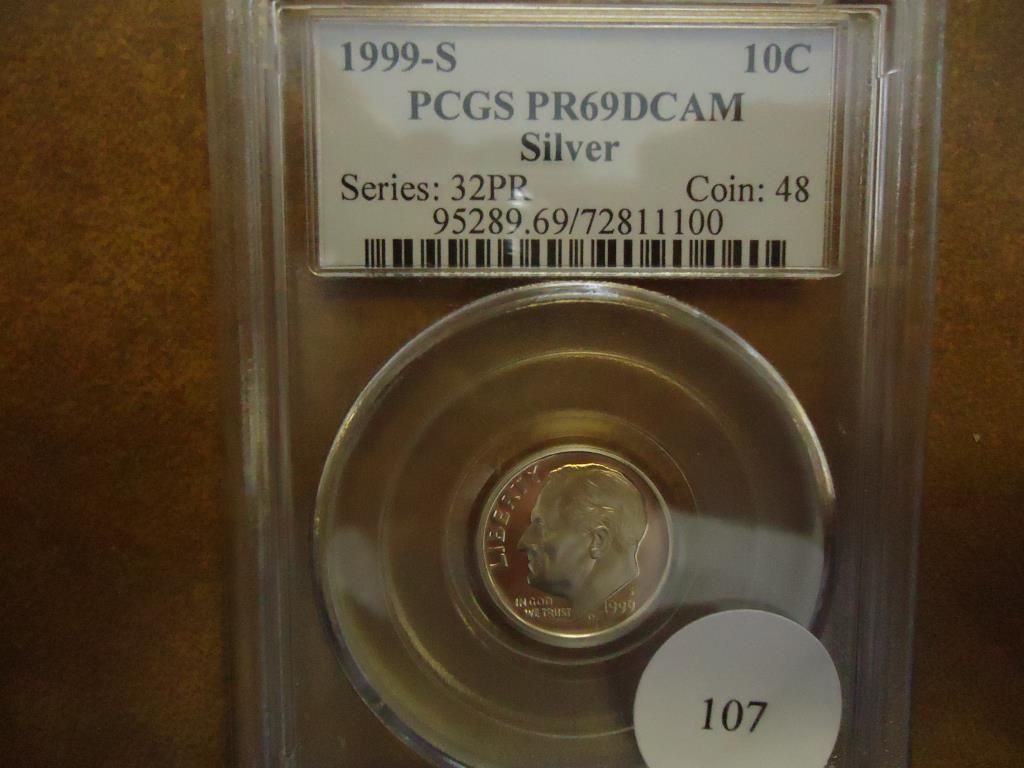 1999-S 10C
PCGS PR69DCAM
Silver
Series: 32PR Coin: 48
95289.69/72811100
LIBERTY
IN GOD
WE TRUST
1999
107